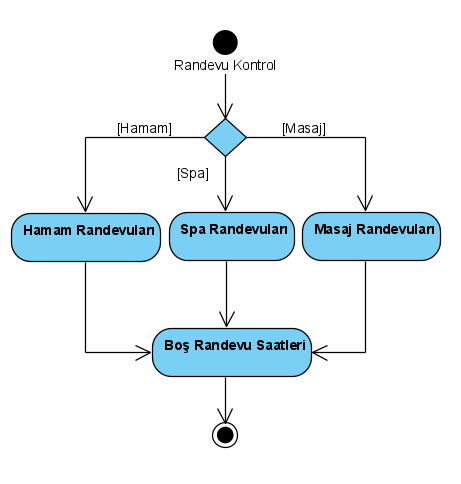 Randevu Kontrol
[Hamam]
[Masaj]
[Spa]
Hamam Randevuları
Spa Randevuları
Masaj Randevuları
Boş Randevu Saatleri